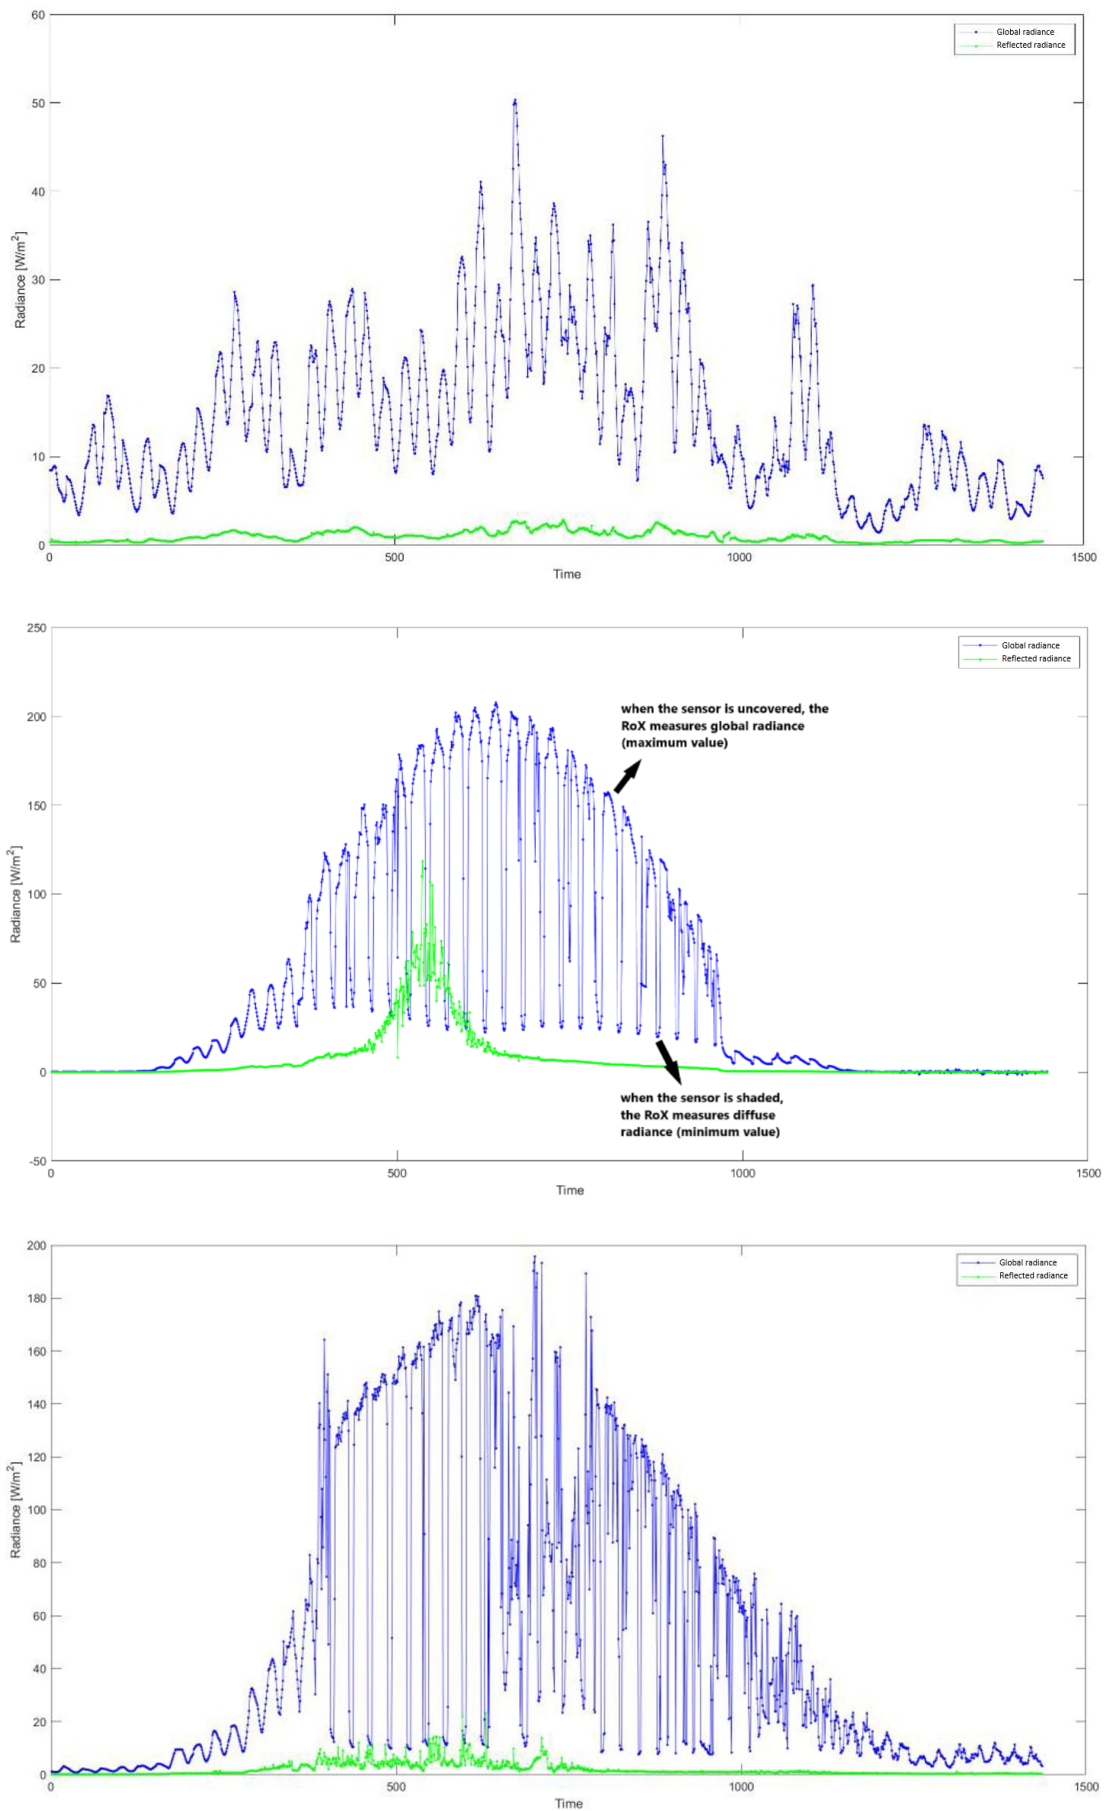 60
50
40
30
20
10
0
Radiance [W/m²]
Global radiance
Reflected radiance
0
500
1000
1500
Time
250
200
150
100
50
0
-50
Radiance [W/m²]
Global radiance
Reflected radiance
when the sensor is uncovered, the
RoX measures global radiance
(maximum value)
when the sensor is shaded,
the RoX measures diffuse
radiance (minimum value)
0
500
1000
1500
Time
200
180
160
140
120
100
80
60
40
20
0
Radiance [W/m²]
Global radiance
Reflected radiance
0
500
1000
1500
Time